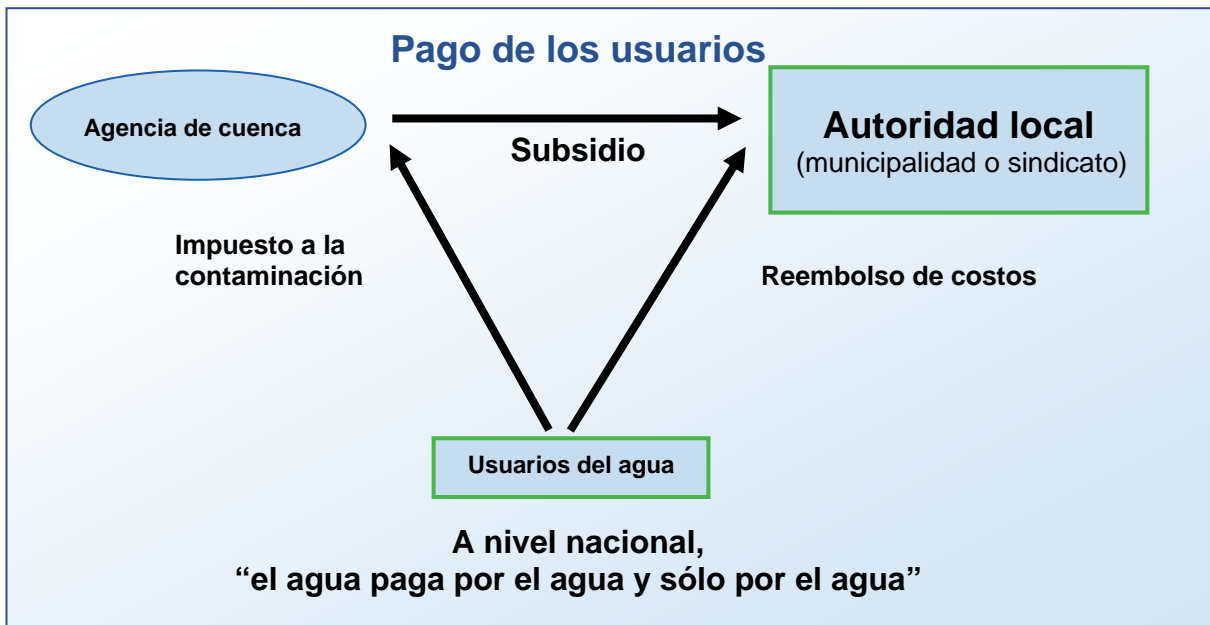 Pago de los usuarios
Agencia de cuenca
Subsidio
Autoridad local
(municipalidad o sindicato)
Impuesto a la
contaminación
Reembolso de costos
Usuarios del agua
A nivel nacional,
“el agua paga por el agua y sólo por el agua”